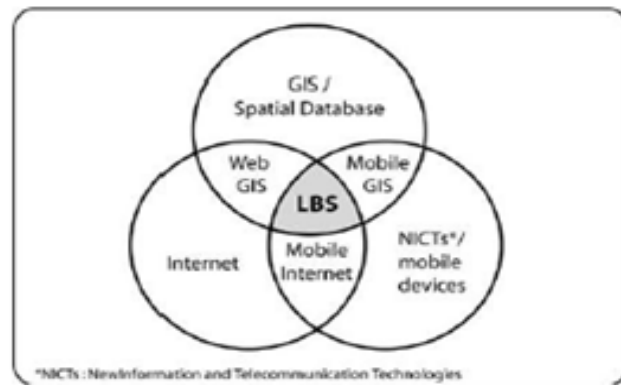 GIS /
Spatial Database
Web
GIS
Mobile
GIS
LBS
Internet
Mobile
Internet
NICTs*/
mobile
devices
*NICTs : NewInformation and Telecommunication Technologies